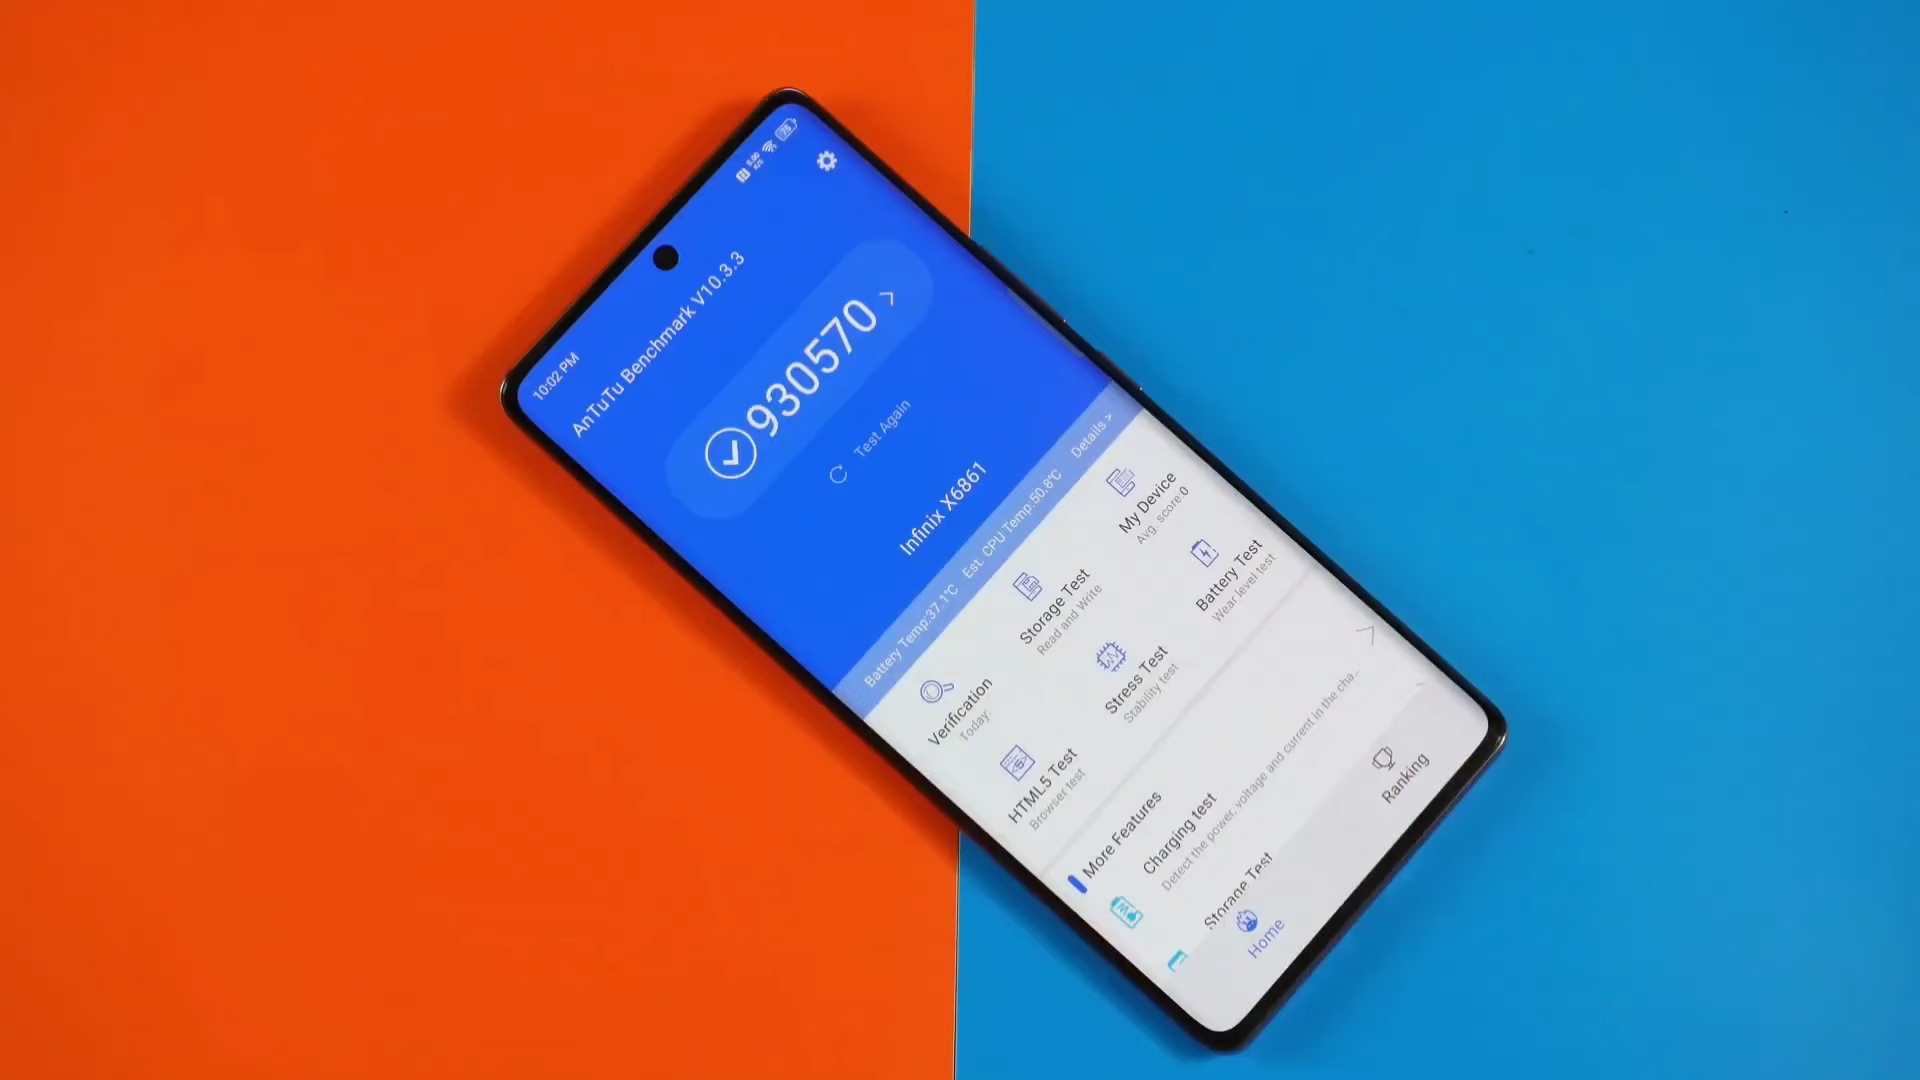 10:02 PM
0.00
K/s
75
AnTuTu Benchmark V10.3.3
930570 >
Test Again
Infinix X6861
Battery Temp:37.1℃ Est. CPU Temp:50.8℃ Details >
Verification
Today:
Storage Test
Read and Write
My Device
Avg. score:0
HTML5 Test
Browser test
Stress Test
Stability test
Battery Test
Wear level test
More Features
Charging test
Detect the power, voltage and current in the cha...
Storage Test
Home
Ranking